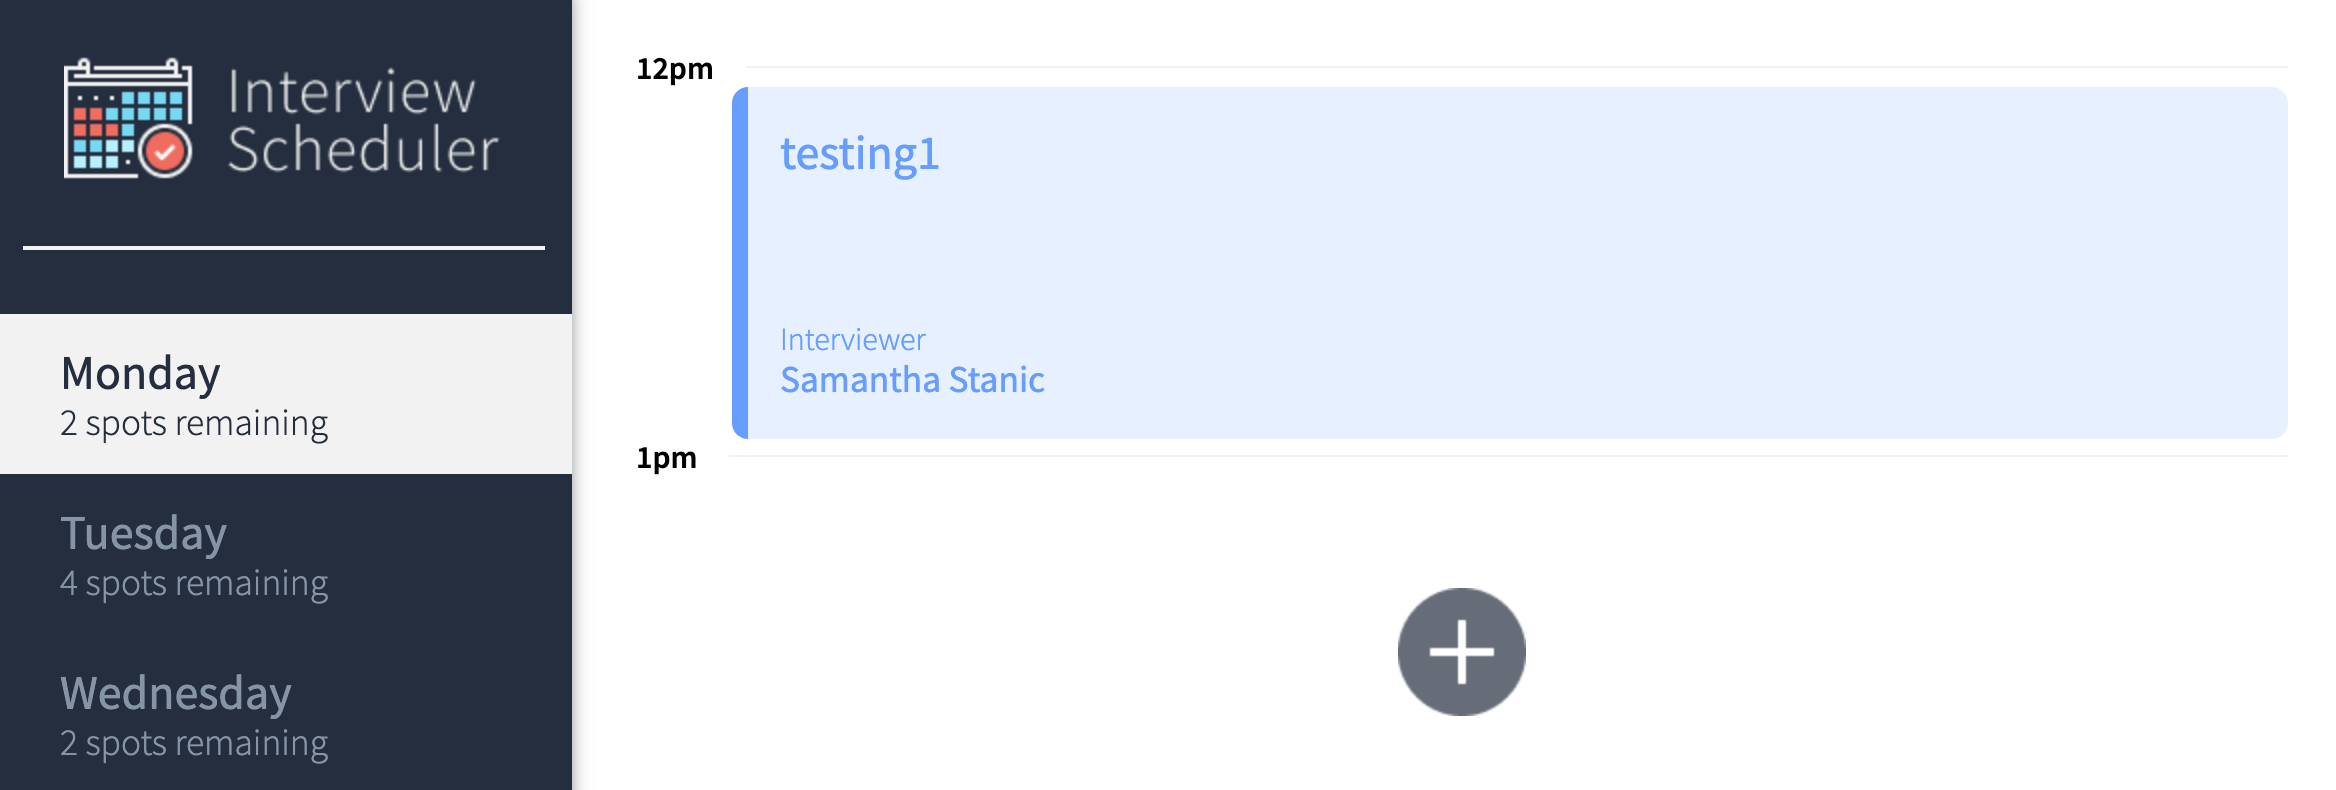 Interview
Scheduler
Monday
2 spots remaining
Tuesday
4 spots remaining
Wednesday
2 spots remaining
12pm
testing1
Interviewer
Samantha Stanic
1pm